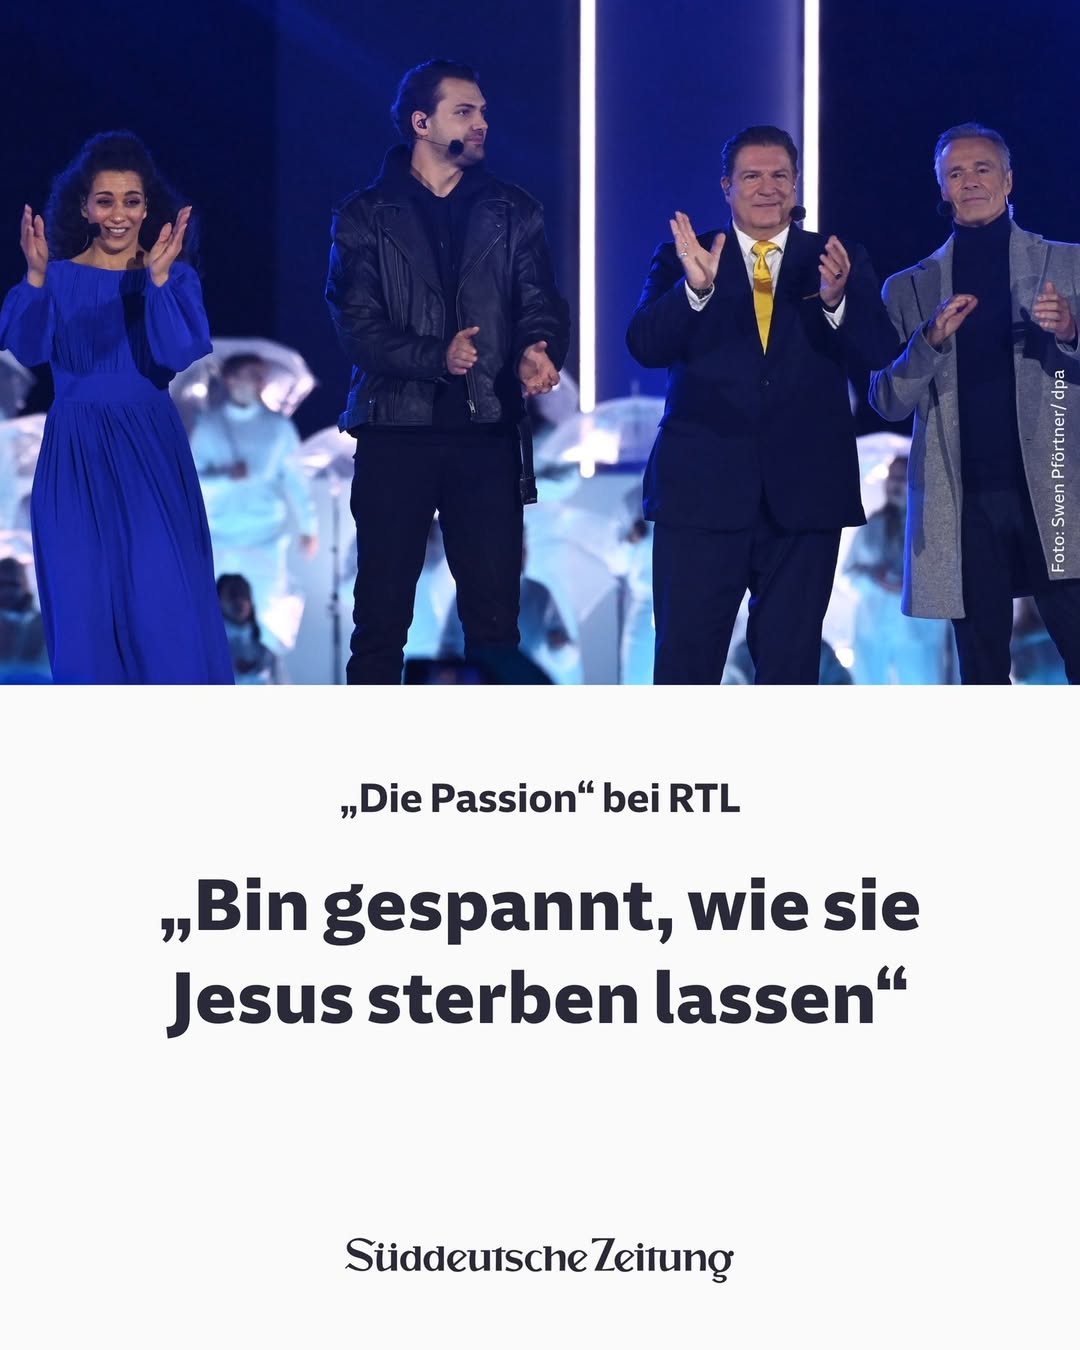 Foto: Swen Pförtner/ dpa
„Die Passion“ bei RTL
„Bin gespannt, wie sie
Jesus sterben lassen“
Süddeutsche Zeitung